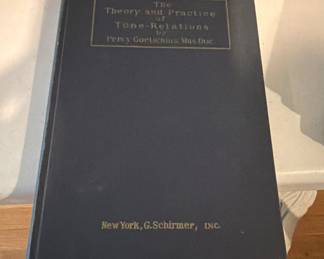 The
Theory and Practice
of
Tone-Relations
by
Percy Goetschius Mus Doc.
New York, G. Schirmer, INC.